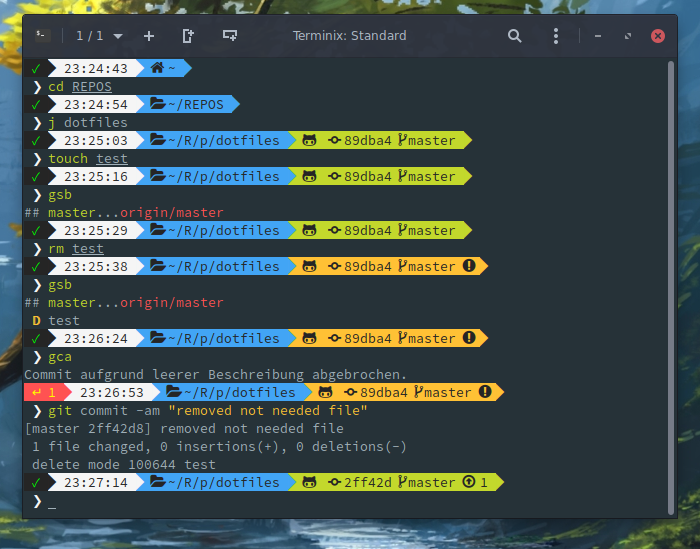 1 / 1 Terminix: Standard
✓ 23:24:43 ~
❯ cd REPOS
✓ 23:24:54 ~/REPOS
❯ j dotfiles
✓ 23:25:03 ~/R/p/dotfiles 89dba4 master
❯ touch test
✓ 23:25:16 ~/R/p/dotfiles 89dba4 master
❯ gsb
## master...origin/master
✓ 23:25:29 ~/R/p/dotfiles 89dba4 master
❯ rm test
✓ 23:25:38 ~/R/p/dotfiles 89dba4 master !
❯ gsb
## master...origin/master
D test
✓ 23:26:24 ~/R/p/dotfiles 89dba4 master !
❯ gca
Commit aufgrund leerer Beschreibung abgebrochen.
↵ 1 23:26:53 ~/R/p/dotfiles 89dba4 master !
❯ git commit -am "removed not needed file"
[master 2ff42d8] removed not needed file
1 file changed, 0 insertions(+), 0 deletions(-)
delete mode 100644 test
✓ 23:27:14 ~/R/p/dotfiles 2ff42d master 1
❯ _